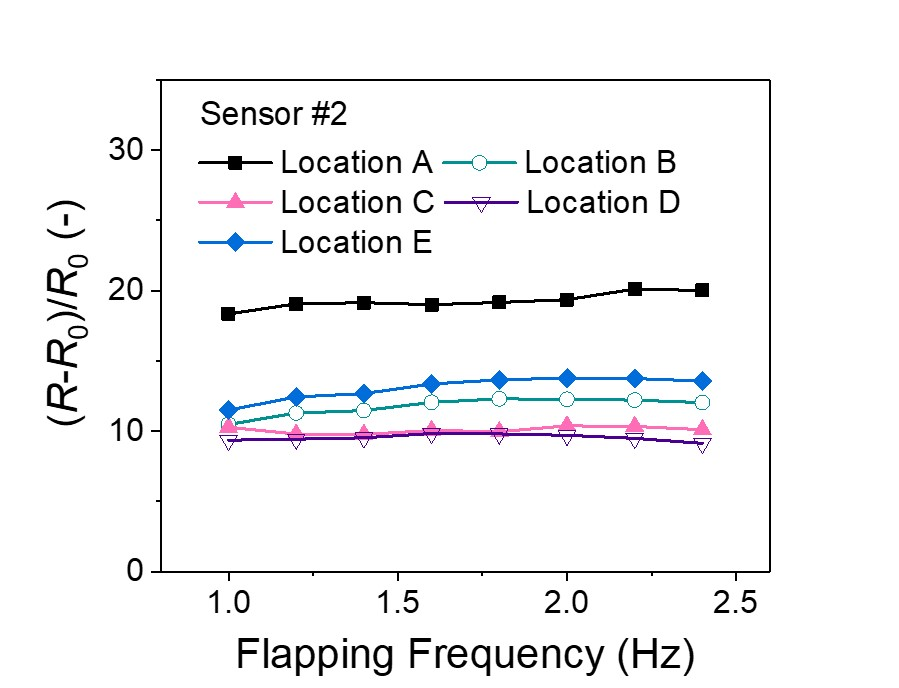 Sensor #2
Location A
Location B
Location C
Location D
Location E
30
20
10
0
(R-R₀)/R₀ (-)
1.0
1.5
2.0
2.5
Flapping Frequency (Hz)